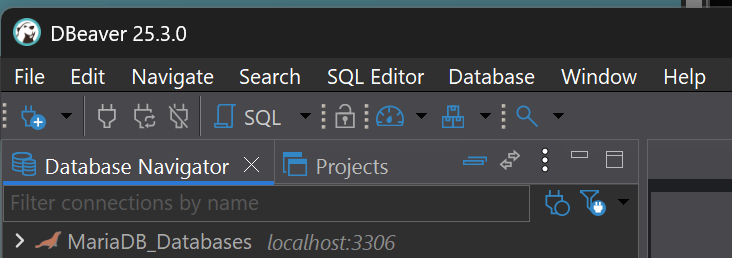 DBeaver 25.3.0
File Edit Navigate Search SQL Editor Database Window Help
SQL
Database Navigator Projects
Filter connections by name
MariaDB_Databases localhost:3306